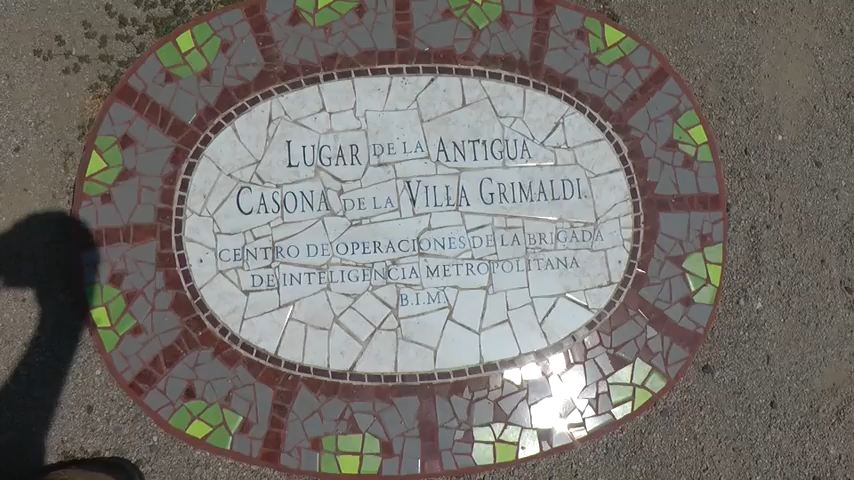 LUGAR DE LA ANTIGUA
CASONA DE LA VILLA GRIMALDI.
CENTRO DE OPERACIONES DE LA BRIGADA
DE INTELIGENCIA METROPOLITANA
B.I.M.